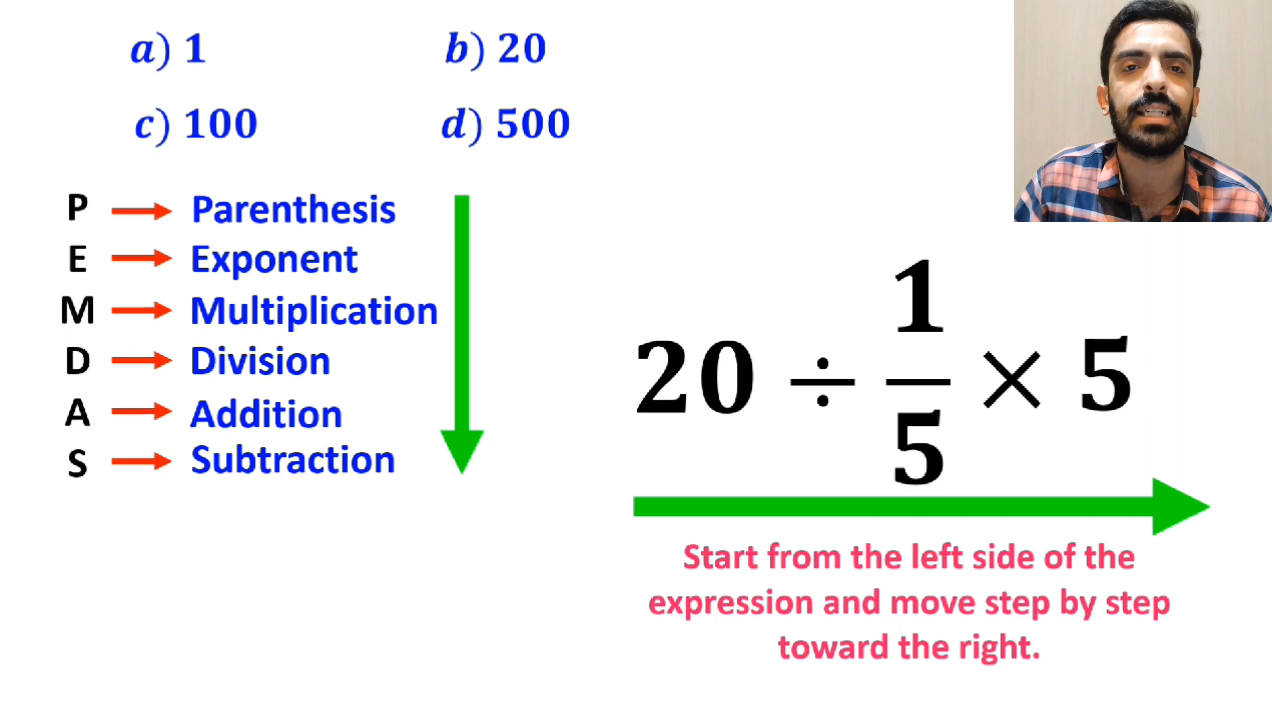 a) 1 b) 20
c) 100 d) 500
P → Parenthesis
E → Exponent
M → Multiplication
D → Division
A → Addition
S → Subtraction
20 ÷ 1/5 × 5
Start from the left side of the
expression and move step by step
toward the right.